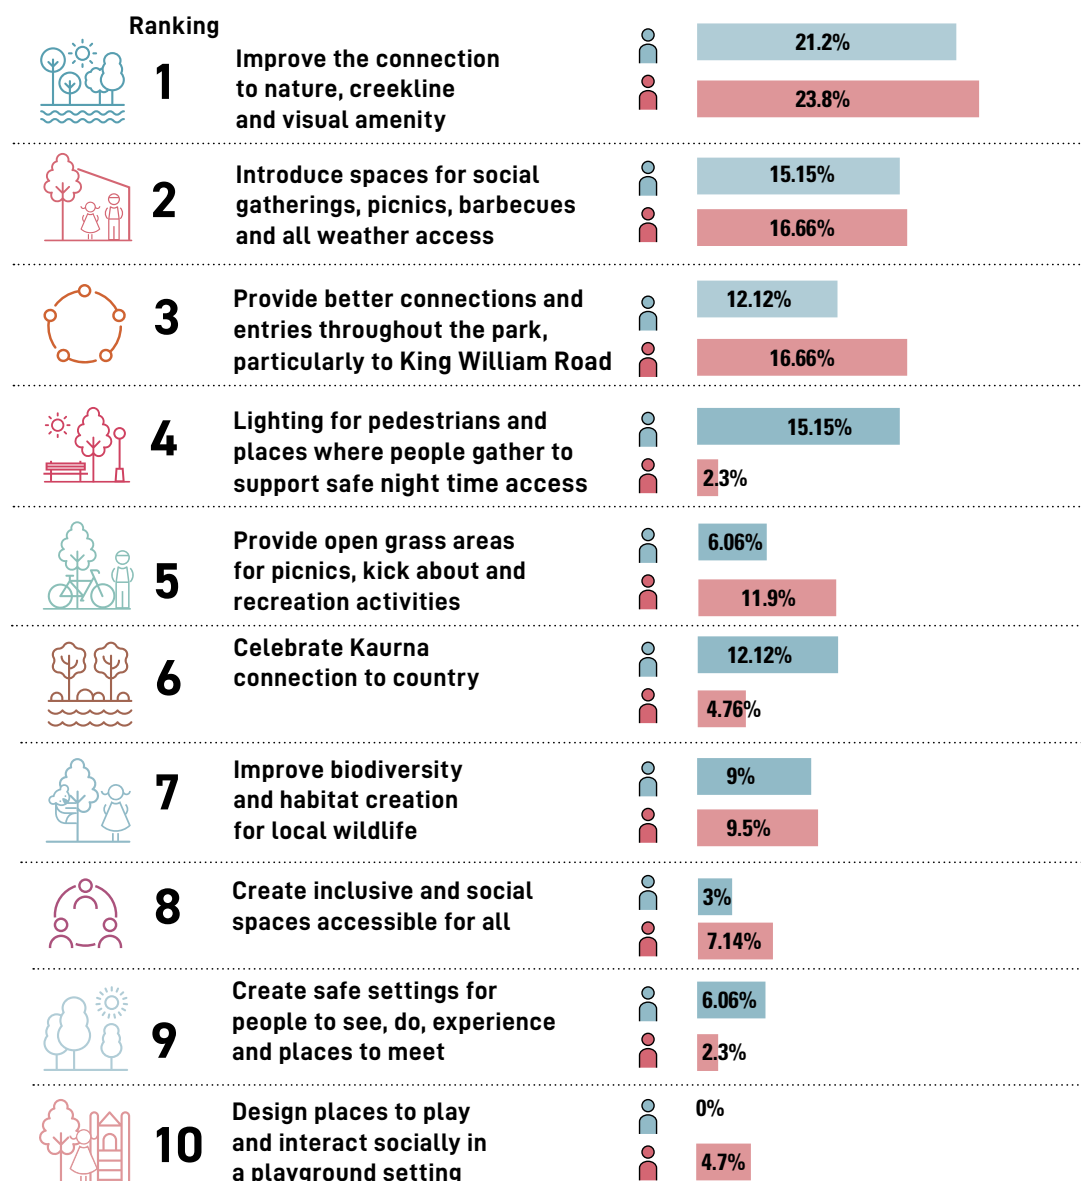 Ranking
1
Improve the connection
to nature, creekline
and visual amenity
21.2%
23.8%
2
Introduce spaces for social
gatherings, picnics, barbecues
and all weather access
15.15%
16.66%
3
Provide better connections and
entries throughout the park,
particularly to King William Road
12.12%
16.66%
4
Lighting for pedestrians and
places where people gather to
support safe night time access
15.15%
2.3%
5
Provide open grass areas
for picnics, kick about and
recreation activities
6.06%
11.9%
6
Celebrate Kaurna
connection to country
12.12%
4.76%
7
Improve biodiversity
and habitat creation
for local wildlife
9%
9.5%
8
Create inclusive and social
spaces accessible for all
3%
7.14%
9
Create safe settings for
people to see, do, experience
and places to meet
6.06%
2.3%
10
Design places to play
and interact socially in
a playground setting
0%
4.7%